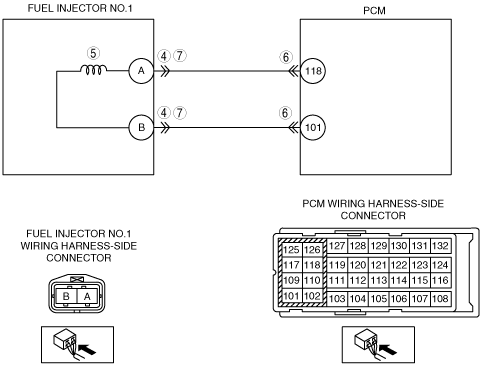 FUEL INJECTOR NO.1
PCM
5
4 7
6
A
118
4 7
6
B
101
PCM WIRING HARNESS-SIDE
CONNECTOR
FUEL INJECTOR NO.1
WIRING HARNESS-SIDE
CONNECTOR
B A
125 126 127 128 129 130 131 132
117 118 119 120 121 122 123 124
109 110 111 112 113 114 115 116
101 102 103 104 105 106 107 108